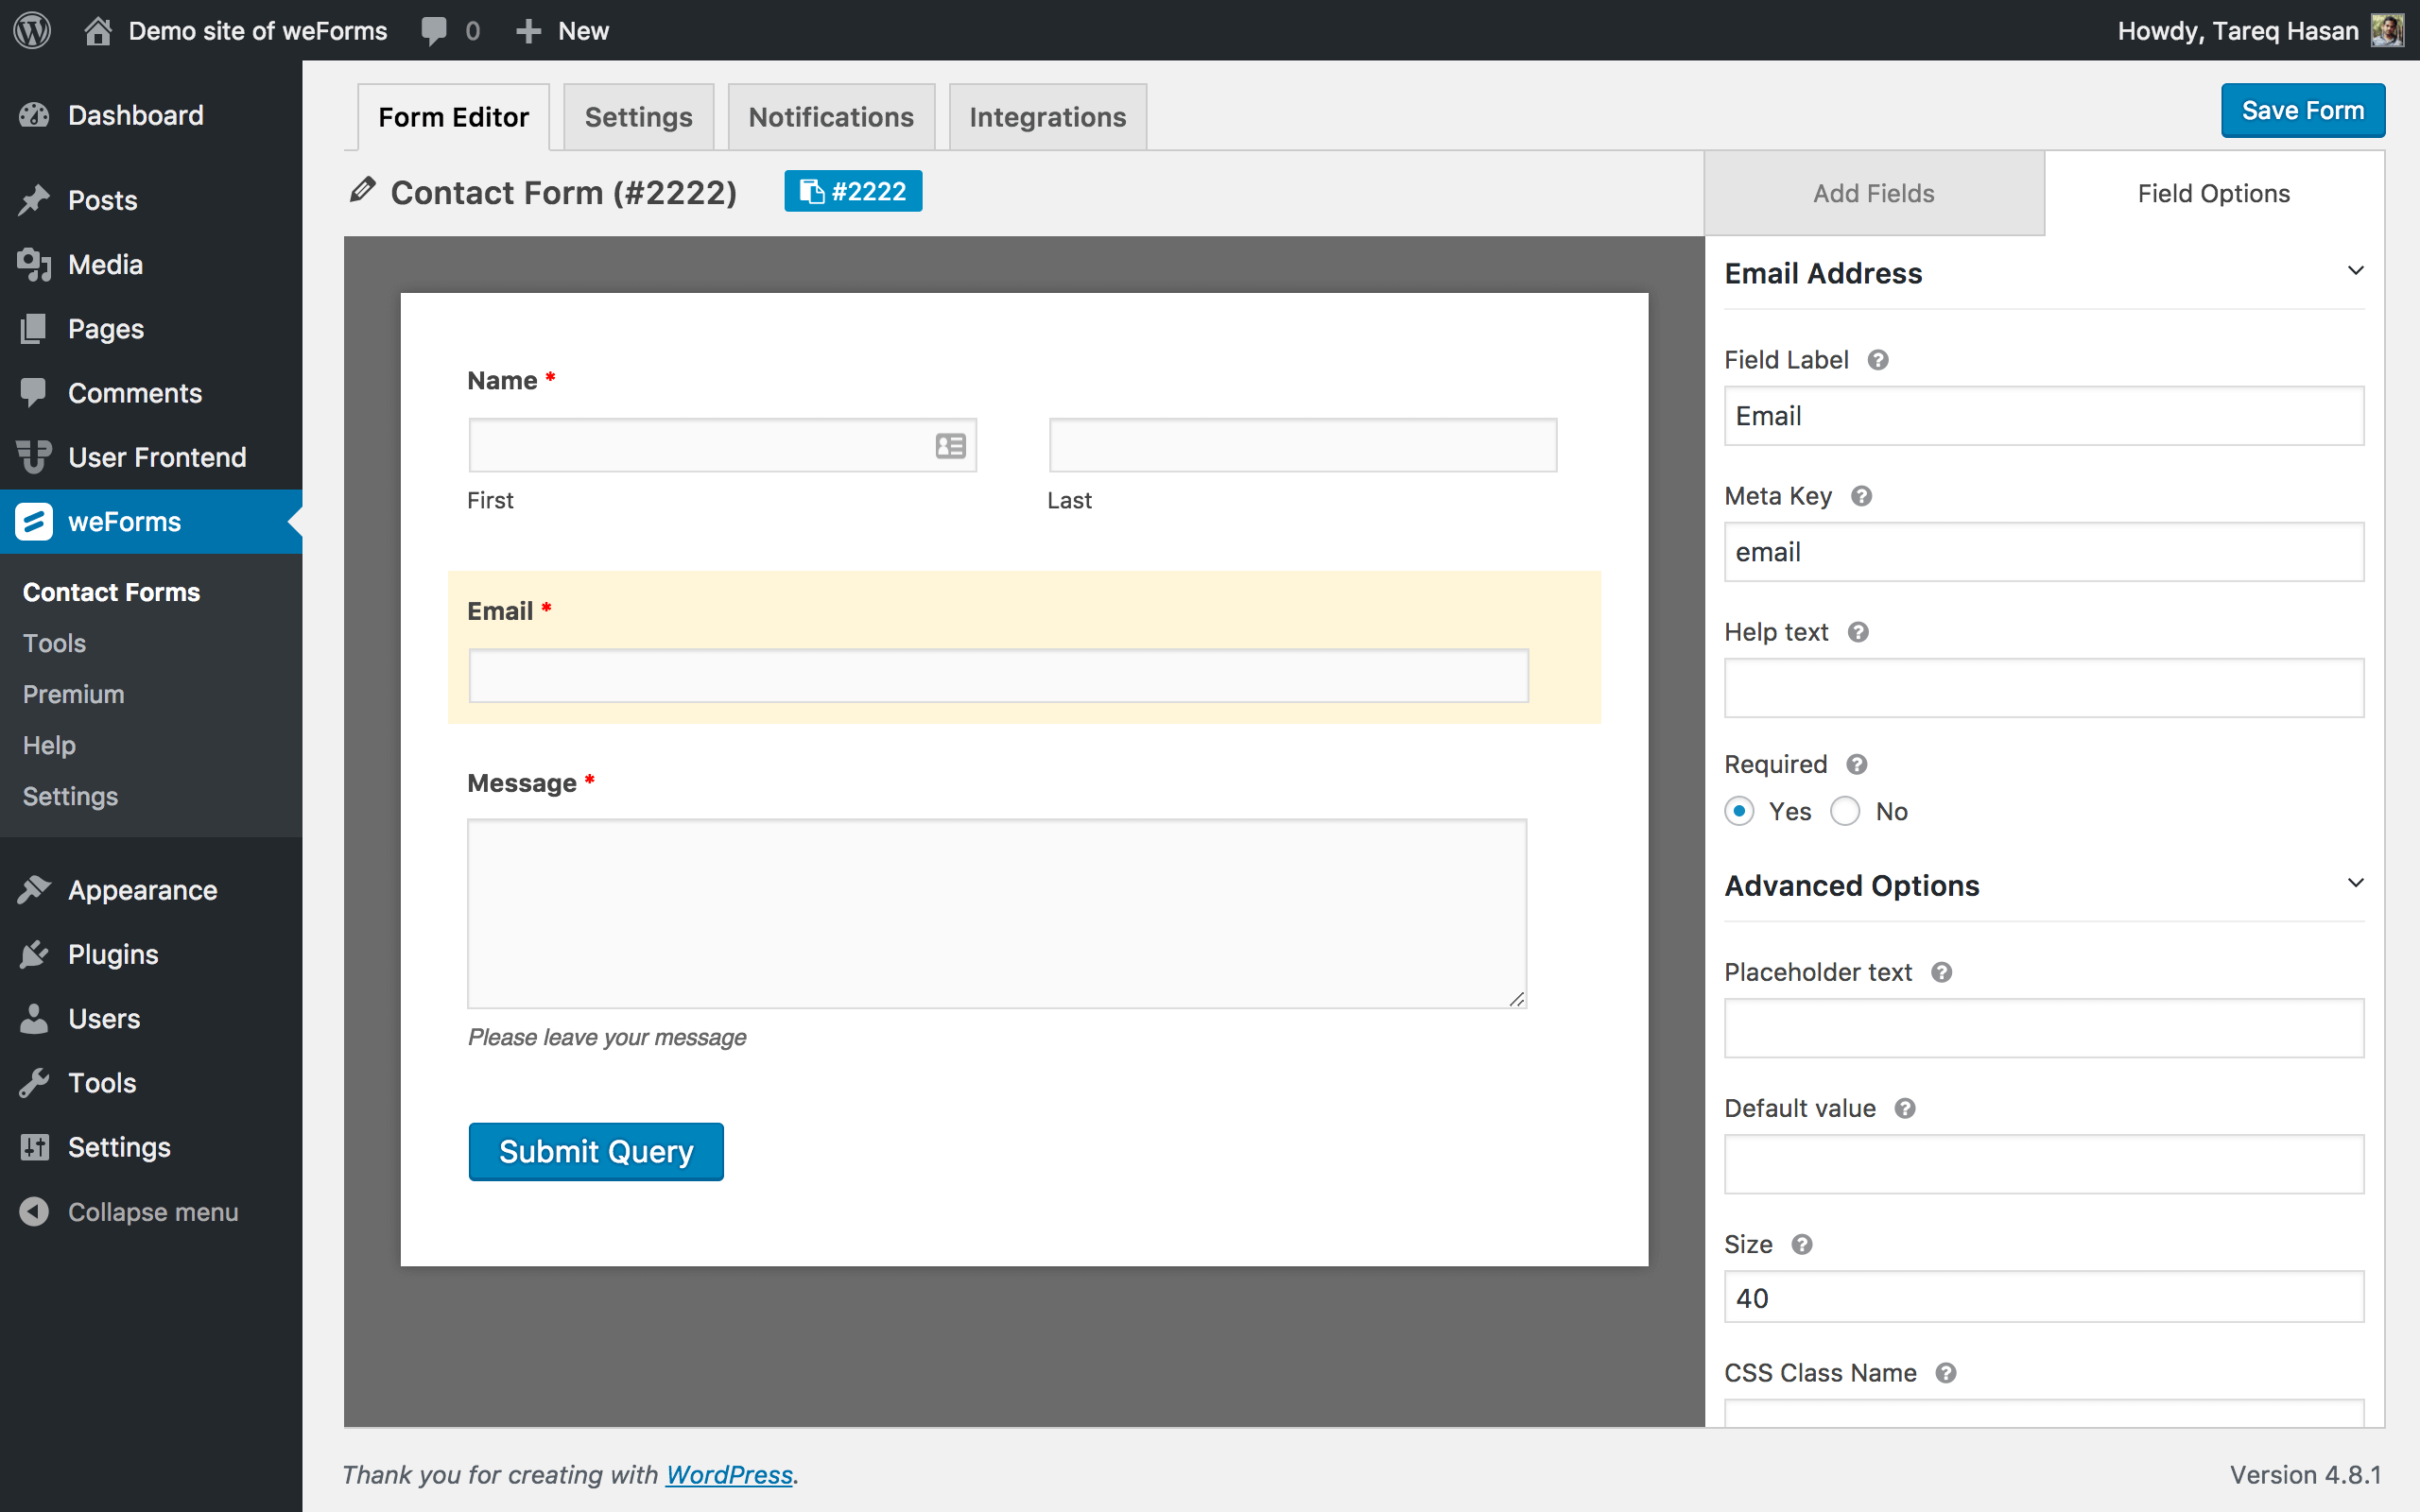 Demo site of weForms 0 New Howdy, Tareq Hasan
Dashboard
Posts
Media
Pages
Comments
User Frontend
weForms
Contact Forms
Tools
Premium
Help
Settings
Appearance
Plugins
Users
Tools
Settings
Collapse menu
Form Editor Settings Notifications Integrations Save Form
Contact Form (#2222) #2222
Name *
First Last
Email *
Message *
Please leave your message
Submit Query
Add Fields Field Options
Email Address
Field Label ?
Email
Meta Key ?
email
Help text ?
Required ?
Yes No
Advanced Options
Placeholder text ?
Default value ?
Size ?
40
CSS Class Name ?
Thank you for creating with WordPress. Version 4.8.1